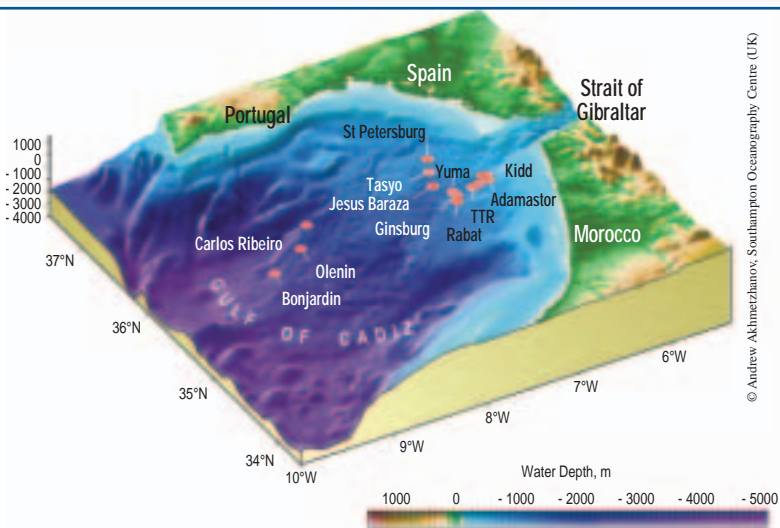 Spain
Strait of
Gibraltar
Portugal
St Petersburg
1000
0
- 1000
- 2000
- 3000
- 4000
Yuma
Kidd
Tasyo
Adamastor
Jesus Baraza
TTR
Ginsburg
Rabat
Morocco
Carlos Ribeiro
Olenin
Bonjardin
GULF OF CADIZ
37°N
36°N
35°N
34°N
10°W
9°W
8°W
7°W
6°W
© Andrew Akhmetzhanov, Southampton Oceanography Centre (UK)
Water Depth, m
1000 0 - 1000 - 2000 - 3000 - 4000 - 5000